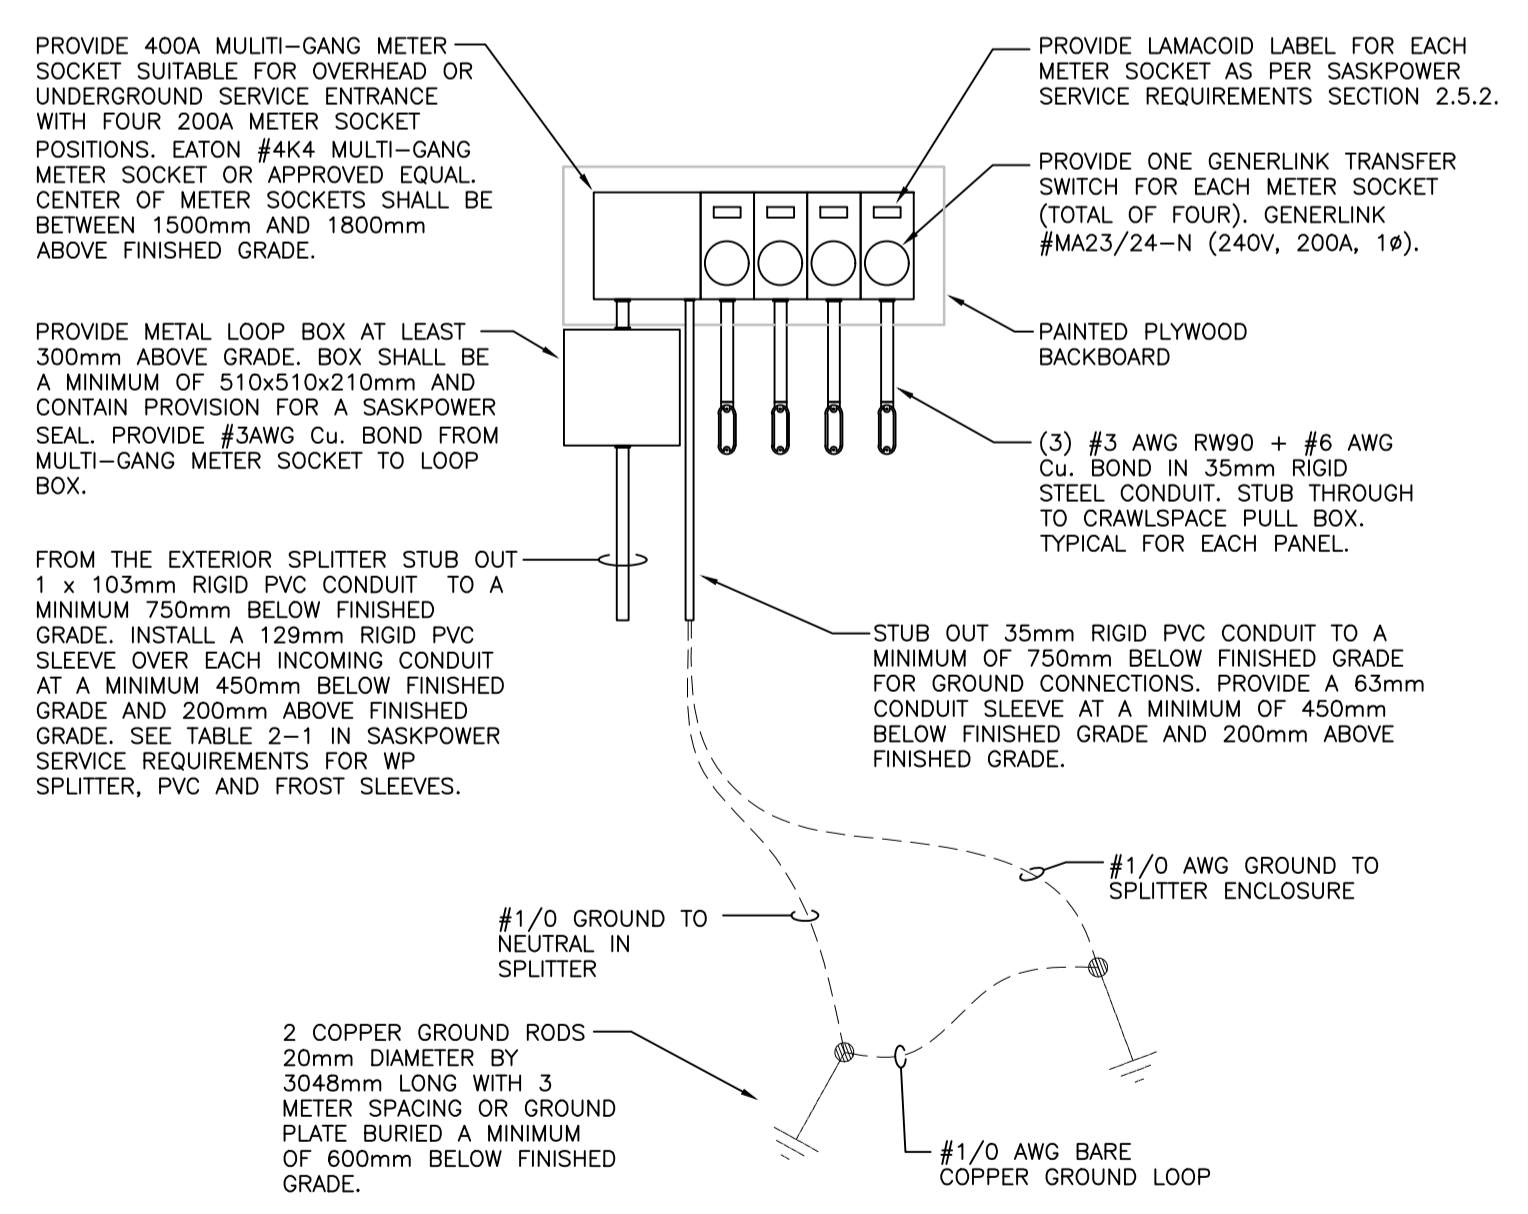 PROVIDE 400A MULITI-GANG METER
SOCKET SUITABLE FOR OVERHEAD OR
UNDERGROUND SERVICE ENTRANCE
WITH FOUR 200A METER SOCKET
POSITIONS. EATON #4K4 MULTI-GANG
METER SOCKET OR APPROVED EQUAL.
CENTER OF METER SOCKETS SHALL BE
BETWEEN 1500mm AND 1800mm
ABOVE FINISHED GRADE.
PROVIDE LAMACOID LABEL FOR EACH
METER SOCKET AS PER SASKPOWER
SERVICE REQUIREMENTS SECTION 2.5.2.
PROVIDE ONE GENERLINK TRANSFER
SWITCH FOR EACH METER SOCKET
(TOTAL OF FOUR). GENERLINK
#MA23/24-N (240V, 200A, 1ø).
PROVIDE METAL LOOP BOX AT LEAST
300mm ABOVE GRADE. BOX SHALL BE
A MINIMUM OF 510x510x210mm AND
CONTAIN PROVISION FOR A SASKPOWER
SEAL. PROVIDE #3AWG Cu. BOND FROM
MULTI-GANG METER SOCKET TO LOOP
BOX.
PAINTED PLYWOOD
BACKBOARD
(3) #3 AWG RW90 + #6 AWG
Cu. BOND IN 35mm RIGID
STEEL CONDUIT. STUB THROUGH
TO CRAWLSPACE PULL BOX.
TYPICAL FOR EACH PANEL.
FROM THE EXTERIOR SPLITTER STUB OUT
1 x 103mm RIGID PVC CONDUIT TO A
MINIMUM 750mm BELOW FINISHED
GRADE. INSTALL A 129mm RIGID PVC
SLEEVE OVER EACH INCOMING CONDUIT
AT A MINIMUM 450mm BELOW FINISHED
GRADE AND 200mm ABOVE FINISHED
GRADE. SEE TABLE 2-1 IN SASKPOWER
SERVICE REQUIREMENTS FOR WP
SPLITTER, PVC AND FROST SLEEVES.
STUB OUT 35mm RIGID PVC CONDUIT TO A
MINIMUM OF 750mm BELOW FINISHED GRADE
FOR GROUND CONNECTIONS. PROVIDE A 63mm
CONDUIT SLEEVE AT A MINIMUM OF 450mm
BELOW FINISHED GRADE AND 200mm ABOVE
FINISHED GRADE.
#1/0 AWG GROUND TO
SPLITTER ENCLOSURE
#1/0 GROUND TO
NEUTRAL IN
SPLITTER
2 COPPER GROUND RODS
20mm DIAMETER BY
3048mm LONG WITH 3
METER SPACING OR GROUND
PLATE BURIED A MINIMUM
OF 600mm BELOW FINISHED
GRADE.
#1/0 AWG BARE
COPPER GROUND LOOP